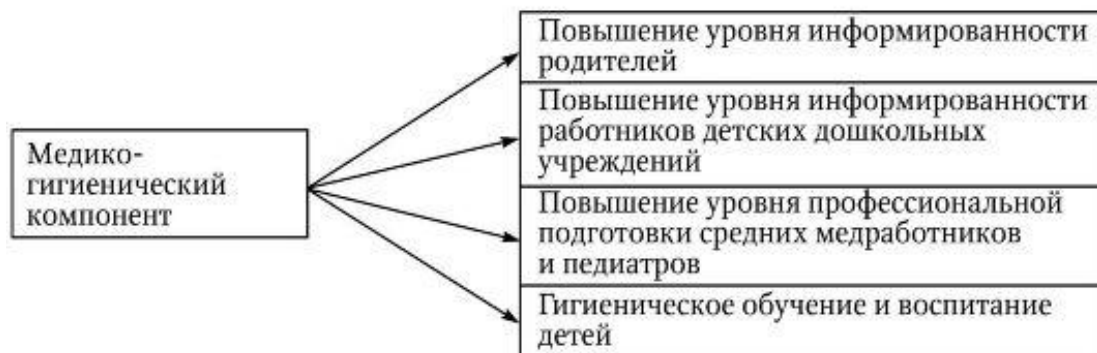 Медико-
гигиенический
компонент
Повышение уровня информированности
родителей
Повышение уровня информированности
работников детских дошкольных
учреждений
Повышение уровня профессиональной
подготовки средних медработников
и педиатров
Гигиеническое обучение и воспитание
детей